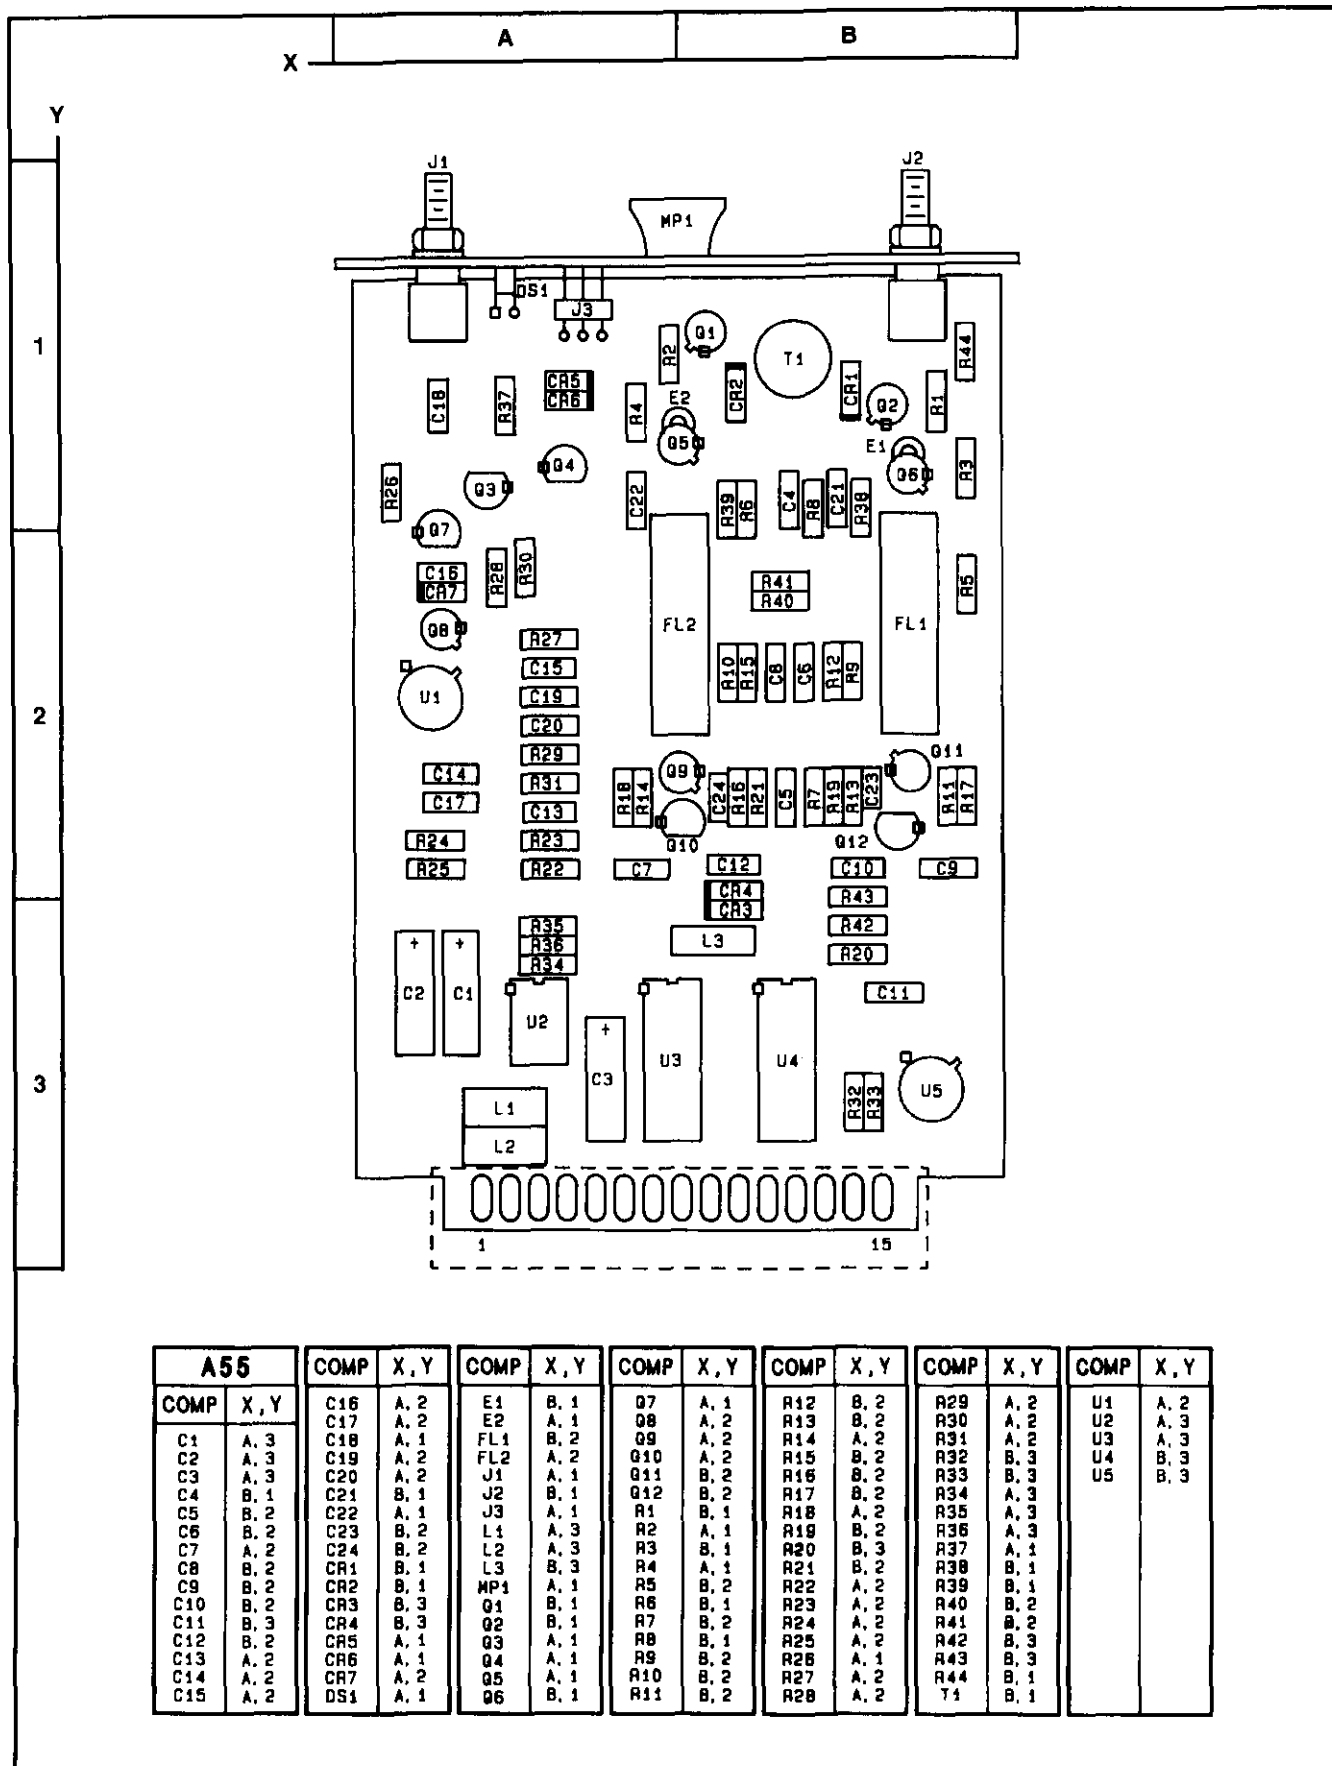 A B
X
Y
J1 J2
MP1
DS1
J3
1
Q1
R2 T1 R44
CR5
CR6
CR2 CR1
C18 R37 R4 E2 Q2 R1
Q5 E1
Q4 Q6 R3
R26 Q3 C22 R39 R6 C4 R8 C21 R38
Q7
C16
CR7
R28 R30 R41
R40
R5
Q8 R27 FL2 FL1
C15 R10 R15 C8 C6 R12 R9
U1 C19
2
C20
R29 Q11
C14 Q9
R31 R18 R14 C24 R16 R21 C5 R7 R19 R13 C23 R11 R17
C17 C13
R24 R23 Q10 Q12
R25 R22 C7 C12 C10 C9
CR4
CR3
R43
R35
R36
R34
L3 R42
R20
+ +
C2 C1 C11
U2
+
C3 U3 U4
3
U5
R32 R33
L1
L2
1 15
A55
COMP X,Y
C1 A,3
C2 A,3
C3 A,3
C4 B,1
C5 B,2
C6 B,2
C7 A,2
C8 B,2
C9 B,2
C10 B,2
C11 B,3
C12 B,2
C13 A,2
C14 A,2
C15 A,2
COMP X,Y
C16 A,2
C17 A,2
C18 A,1
C19 A,2
C20 A,2
C21 B,1
C22 A,1
C23 B,2
C24 B,2
CR1 B,1
CR2 B,1
CR3 B,3
CR4 B,3
CR5 A,1
CR6 A,1
CR7 A,2
DS1 A,1
COMP X,Y
E1 B,1
E2 A,1
FL1 B,2
FL2 A,2
J1 A,1
J2 B,1
J3 A,1
L1 A,3
L2 A,3
L3 B,3
MP1 A,1
Q1 B,1
Q2 B,1
Q3 A,1
Q4 A,1
Q5 A,1
Q6 B,1
COMP X,Y
Q7 A,1
Q8 A,2
Q9 A,2
Q10 A,2
Q11 B,2
Q12 B,2
R1 B,1
R2 A,1
R3 B,1
R4 A,1
R5 B,2
R6 B,1
R7 B,2
R8 B,1
R9 B,2
R10 B,2
R11 B,2
COMP X,Y
R12 B,2
R13 B,2
R14 A,2
R15 B,2
R16 B,2
R17 B,2
R18 A,2
R19 B,2
R20 B,3
R21 B,2
R22 A,2
R23 A,2
R24 A,2
R25 A,2
R26 A,1
R27 A,2
R28 A,2
COMP X,Y
R29 A,2
R30 A,2
R31 A,2
R32 B,3
R33 B,3
R34 A,3
R35 A,3
R36 A,3
R37 A,1
R38 B,1
R39 B,1
R40 B,2
R41 B,2
R42 B,3
R43 B,3
R44 B,1
T1 B,1
COMP X,Y
U1 A,2
U2 A,3
U3 A,3
U4 B,3
U5 B,3